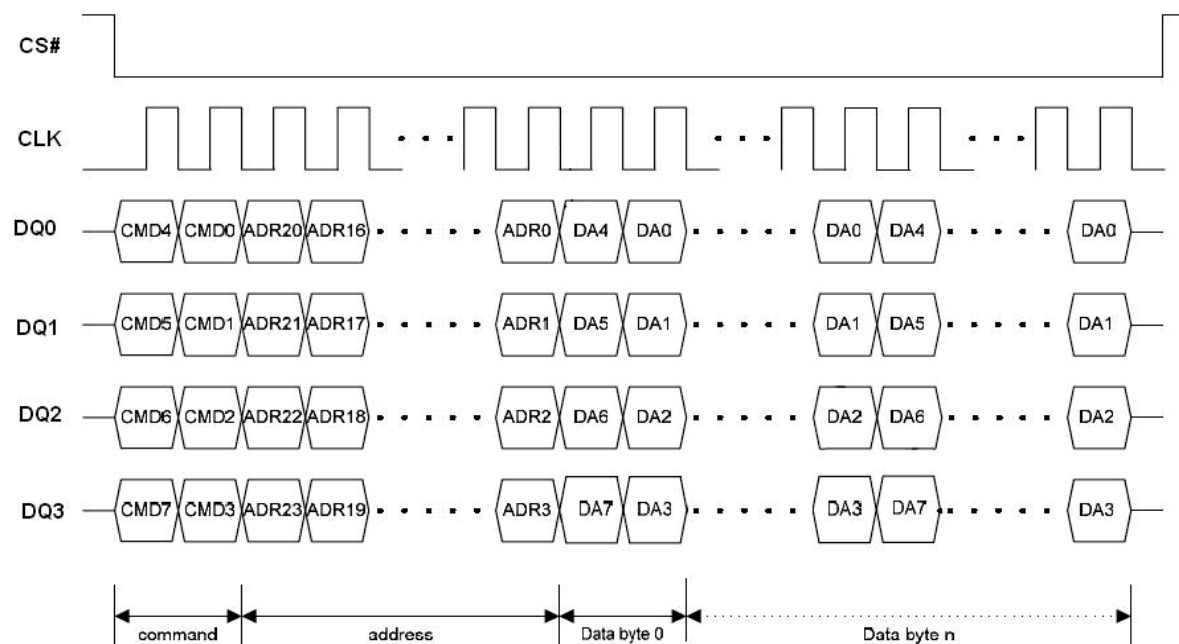 CS#
CLK
DQ0 CMD4 CMD0 ADR20 ADR16 ADR0 DA4 DA0 DA0 DA4 DA0
DQ1 CMD5 CMD1 ADR21 ADR17 ADR1 DA5 DA1 DA1 DA5 DA1
DQ2 CMD6 CMD2 ADR22 ADR18 ADR2 DA6 DA2 DA2 DA6 DA2
DQ3 CMD7 CMD3 ADR23 ADR19 ADR3 DA7 DA3 DA3 DA7 DA3
command address Data byte 0 Data byte n